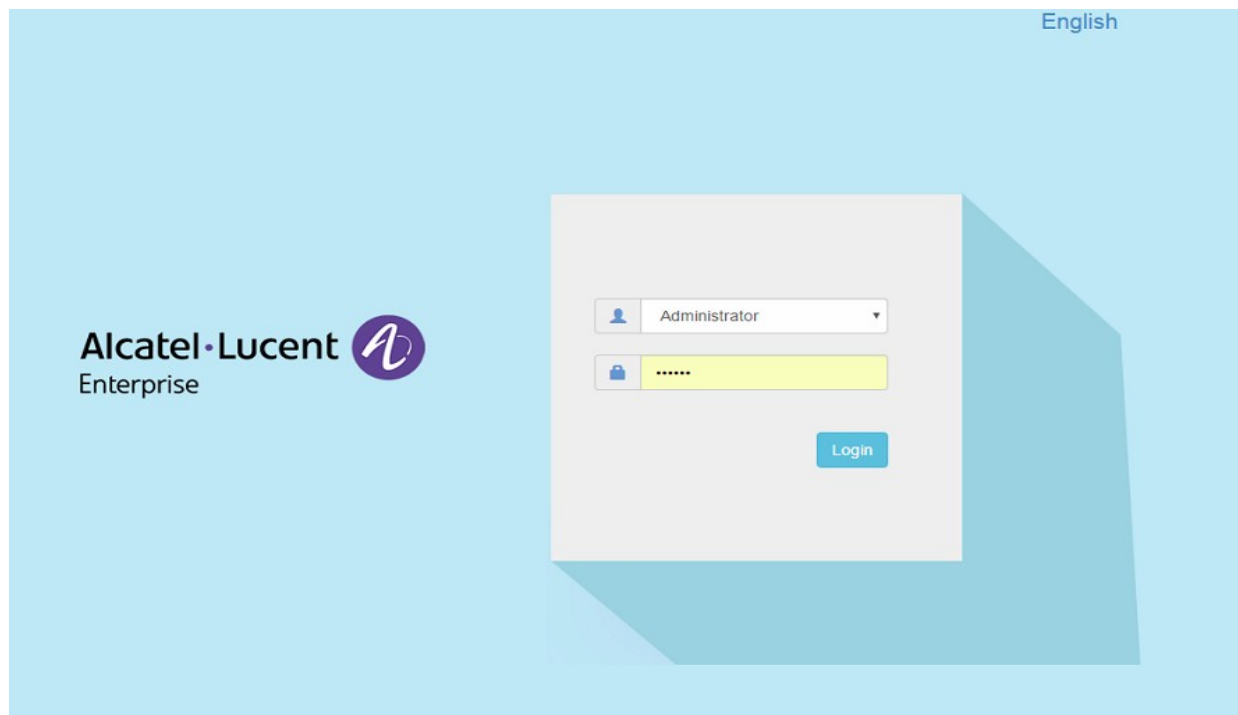 English
Alcatel·Lucent
Enterprise
Administrator
••••••
Login